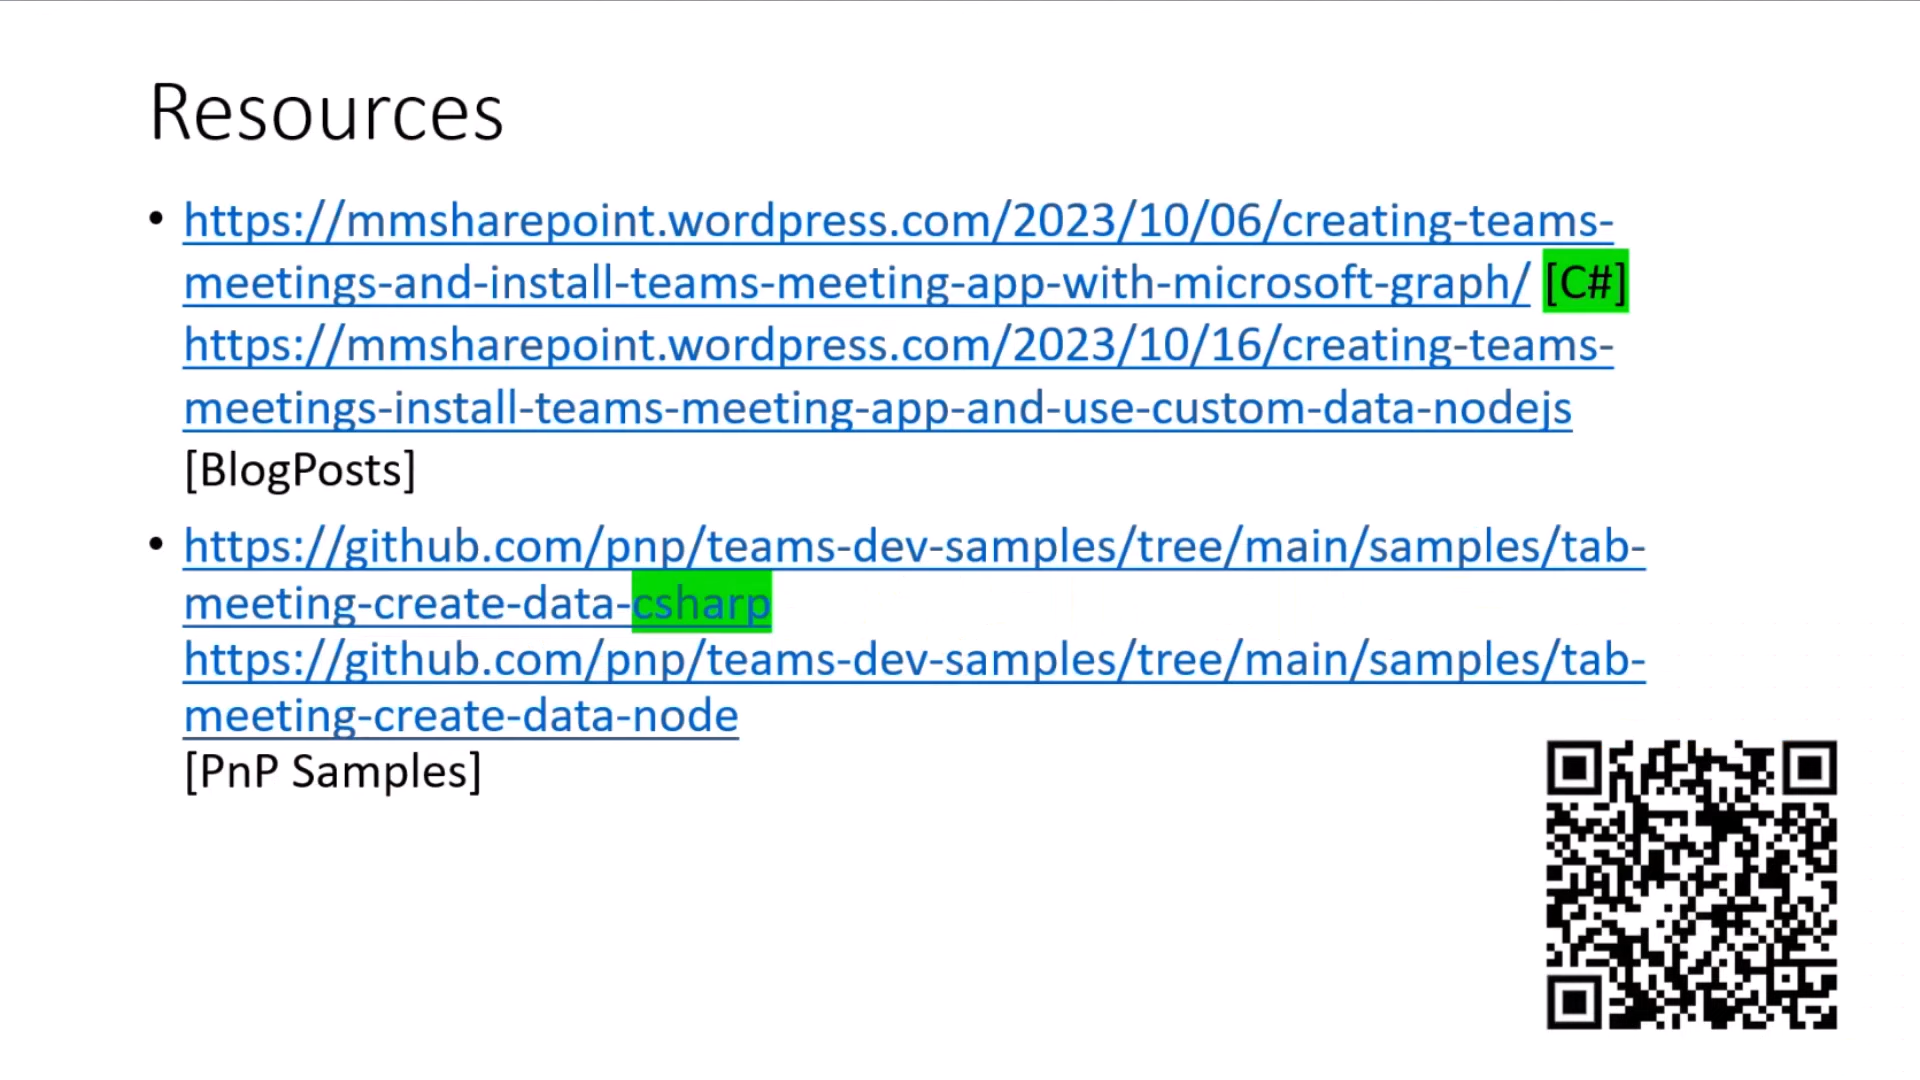 Resources
• https://mmsharepoint.wordpress.com/2023/10/06/creating-teams-
meetings-and-install-teams-meeting-app-with-microsoft-graph/ [C#]
https://mmsharepoint.wordpress.com/2023/10/16/creating-teams-
meetings-install-teams-meeting-app-and-use-custom-data-nodejs
[BlogPosts]
• https://github.com/pnp/teams-dev-samples/tree/main/samples/tab-
meeting-create-data-csharp
https://github.com/pnp/teams-dev-samples/tree/main/samples/tab-
meeting-create-data-node
[PnP Samples]